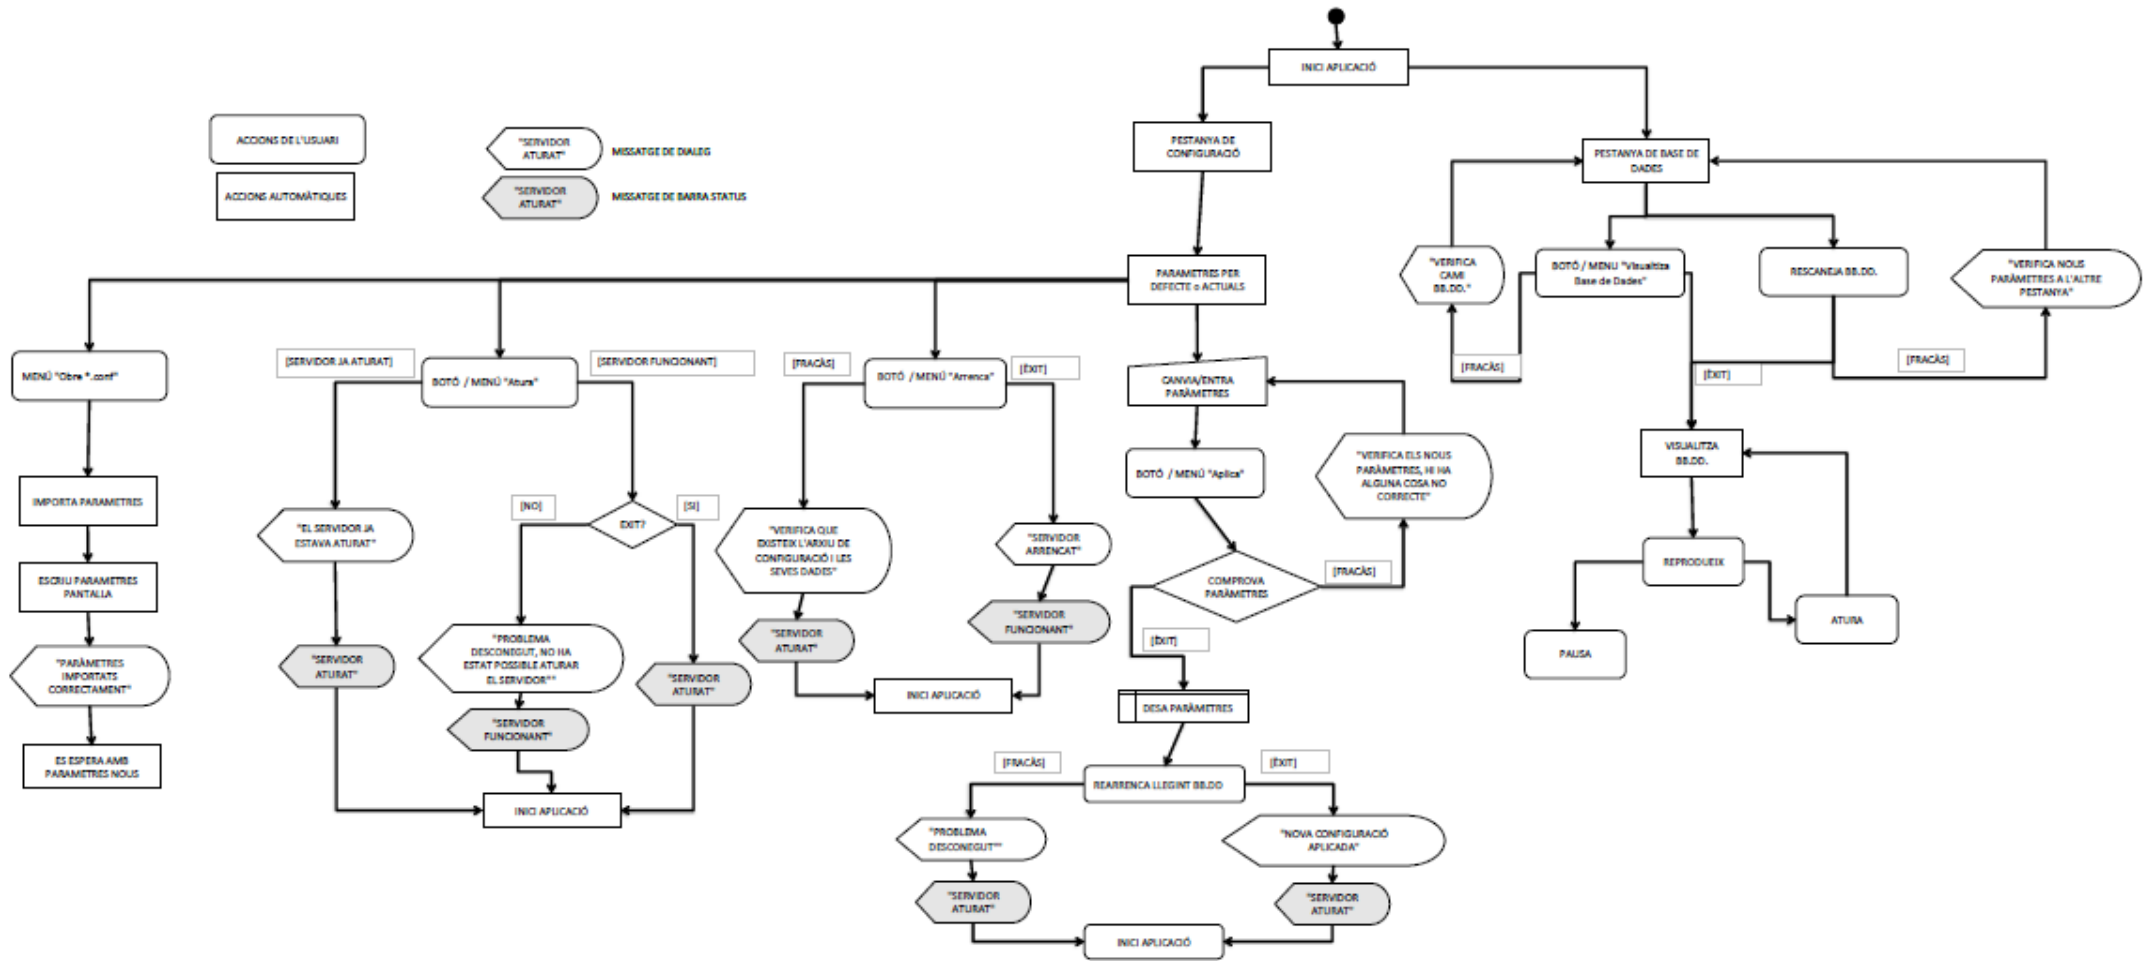 INICI APLICACIÓ
ACCIONS DE L'USUARI
"SERVIDOR
ATURAT"
MISSATGE DE DIALEG
ACCIONS AUTOMÀTIQUES
"SERVIDOR
ATURAT"
MISSATGE DE BARRA STATUS
PESTANYA DE
CONFIGURACIÓ
PESTANYA DE BASE DE
DADES
PARAMETRES PER
DEFECTE o ACTUALS
"VERIFICA
CAMI
BB.DD."
BOTÓ / MENU "Visualitza
Base de Dades"
RESCANEJA BB.DD.
"VERIFICA NOUS
PARÀMETRES A L'ALTRE
PESTANYA"
[FRACÀS]
[ÈXIT]
[FRACÀS]
MENÚ "Obre *.conf"
[SERVIDOR JA ATURAT]
BOTÓ / MENÚ "Atura"
[SERVIDOR FUNCIONANT]
[FRACÀS]
BOTÓ / MENÚ "Arrenca"
[ÈXIT]
CANVIA/ENTRA
PARÀMETRES
BOTÓ / MENÚ "Aplica"
"VERIFICA ELS NOUS
PARÀMETRES, HI HA
ALGUNA COSA NO
CORRECTE"
VISUALITZA
BB.DD.
IMPORTA PARAMETRES
"EL SERVIDOR JA
ESTAVA ATURAT"
[NO]
EXIT?
[SI]
"VERIFICA QUE
EXISTEIX L'ARXIU DE
CONFIGURACIÓ I LES
SEVES DADES"
"SERVIDOR
ARRENCAT"
COMPROVA
PARÀMETRES
[FRACÀS]
REPRODUEIX
ESCRIU PARAMETRES
PANTALLA
"SERVIDOR
ATURAT"
"SERVIDOR
FUNCIONANT"
[ÈXIT]
PAUSA
ATURA
"PARÀMETRES
IMPORTATS
CORRECTAMENT"
"SERVIDOR
ATURAT"
"PROBLEMA
DESCONEGUT, NO HA
ESTAT POSSIBLE ATURAR
EL SERVIDOR""
"SERVIDOR
ATURAT"
INICI APLICACIÓ
DESA PARÀMETRES
"SERVIDOR
FUNCIONANT"
ES ESPERA AMB
PARAMETRES NOUS
INICI APLICACIÓ
[FRACÀS]
REARRENCA LLEGINT BB.DD
[ÈXIT]
"PROBLEMA
DESCONEGUT""
"NOVA CONFIGURACIÓ
APLICADA"
"SERVIDOR
ATURAT"
"SERVIDOR
ATURAT"
INICI APLICACIÓ